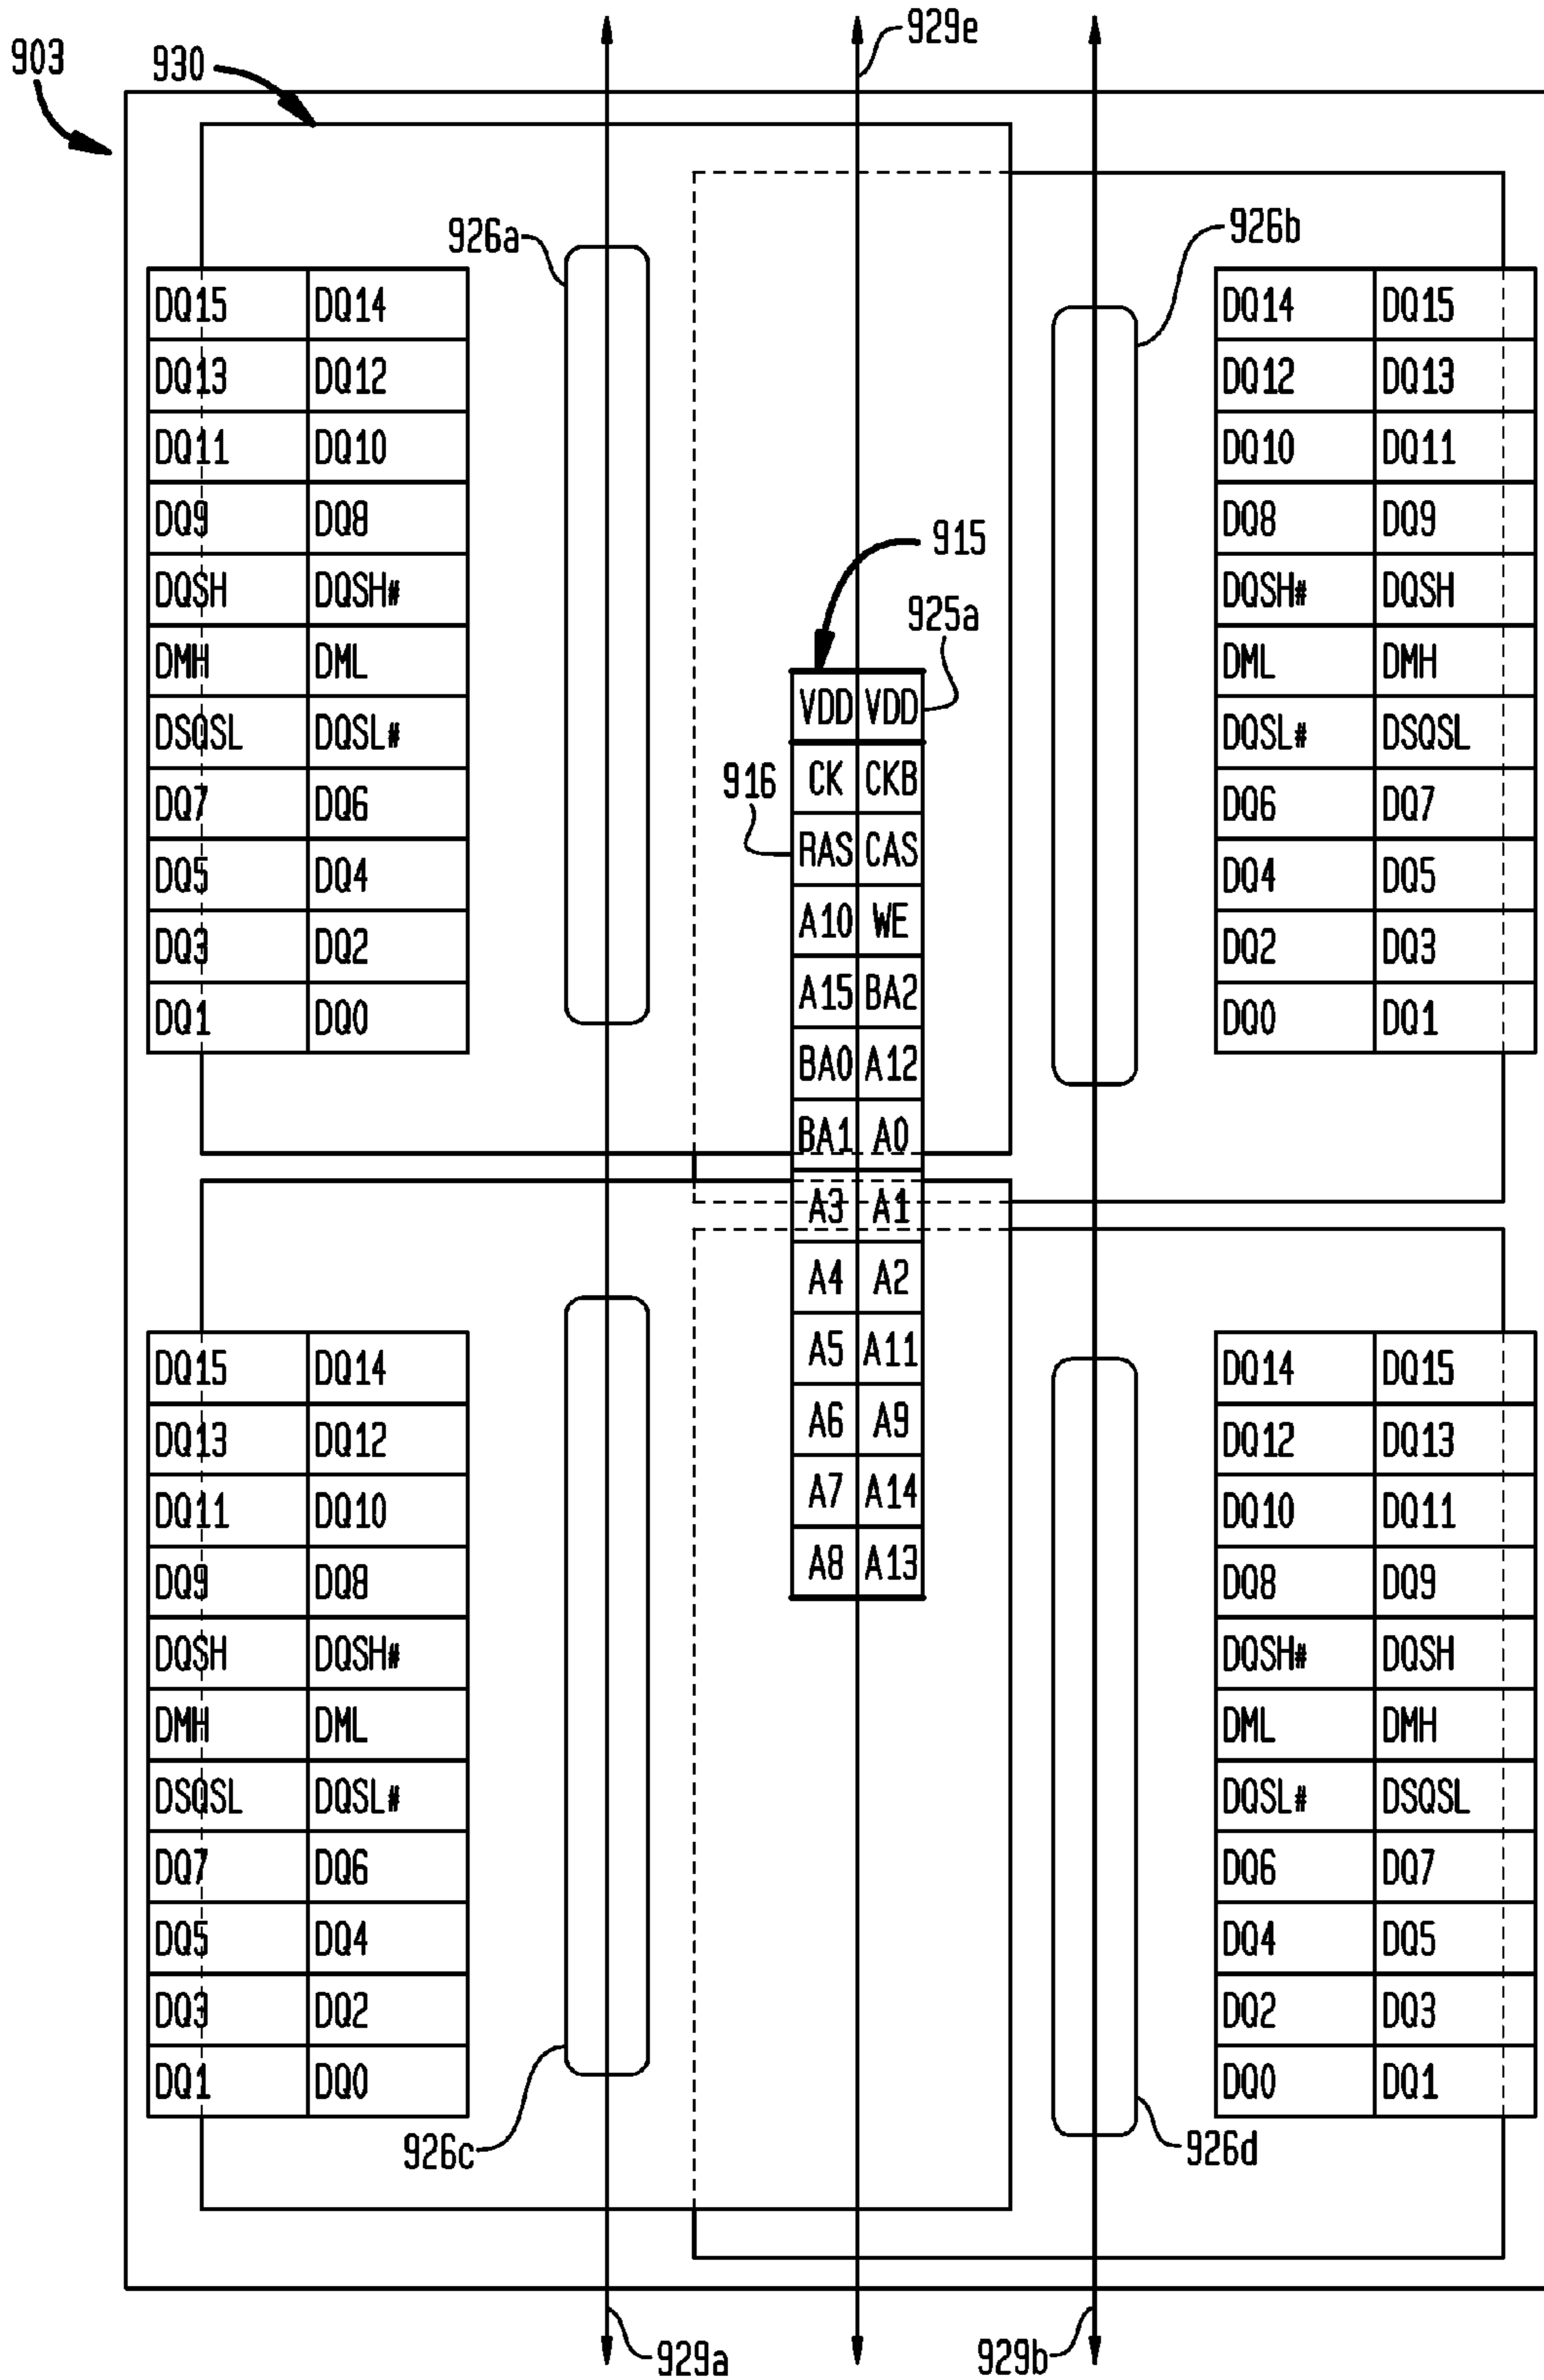 929e
903
930
926a
926b
DQ15 DQ14
DQ13 DQ12
DQ11 DQ10
DQ9 DQ8
DQSH DQSH#
DMH DML
DSQSL DQSL#
DQ7 DQ6
DQ5 DQ4
DQ3 DQ2
DQ1 DQ0
DQ14 DQ15
DQ12 DQ13
DQ10 DQ11
DQ8 DQ9
DQSH# DQSH
DML DMH
DQSL# DSQSL
DQ6 DQ7
DQ4 DQ5
DQ2 DQ3
DQ0 DQ1
915
925a
916
VDD VDD
CK CKB
RAS CAS
A10 WE
A15 BA2
BA0 A12
BA1 A0
A3 A1
A4 A2
A5 A11
A6 A9
A7 A14
A8 A13
DQ15 DQ14
DQ13 DQ12
DQ11 DQ10
DQ9 DQ8
DQSH DQSH#
DMH DML
DSQSL DQSL#
DQ7 DQ6
DQ5 DQ4
DQ3 DQ2
DQ1 DQ0
DQ14 DQ15
DQ12 DQ13
DQ10 DQ11
DQ8 DQ9
DQSH# DQSH
DML DMH
DQSL# DSQSL
DQ6 DQ7
DQ4 DQ5
DQ2 DQ3
DQ0 DQ1
926c
926d
929a
929b